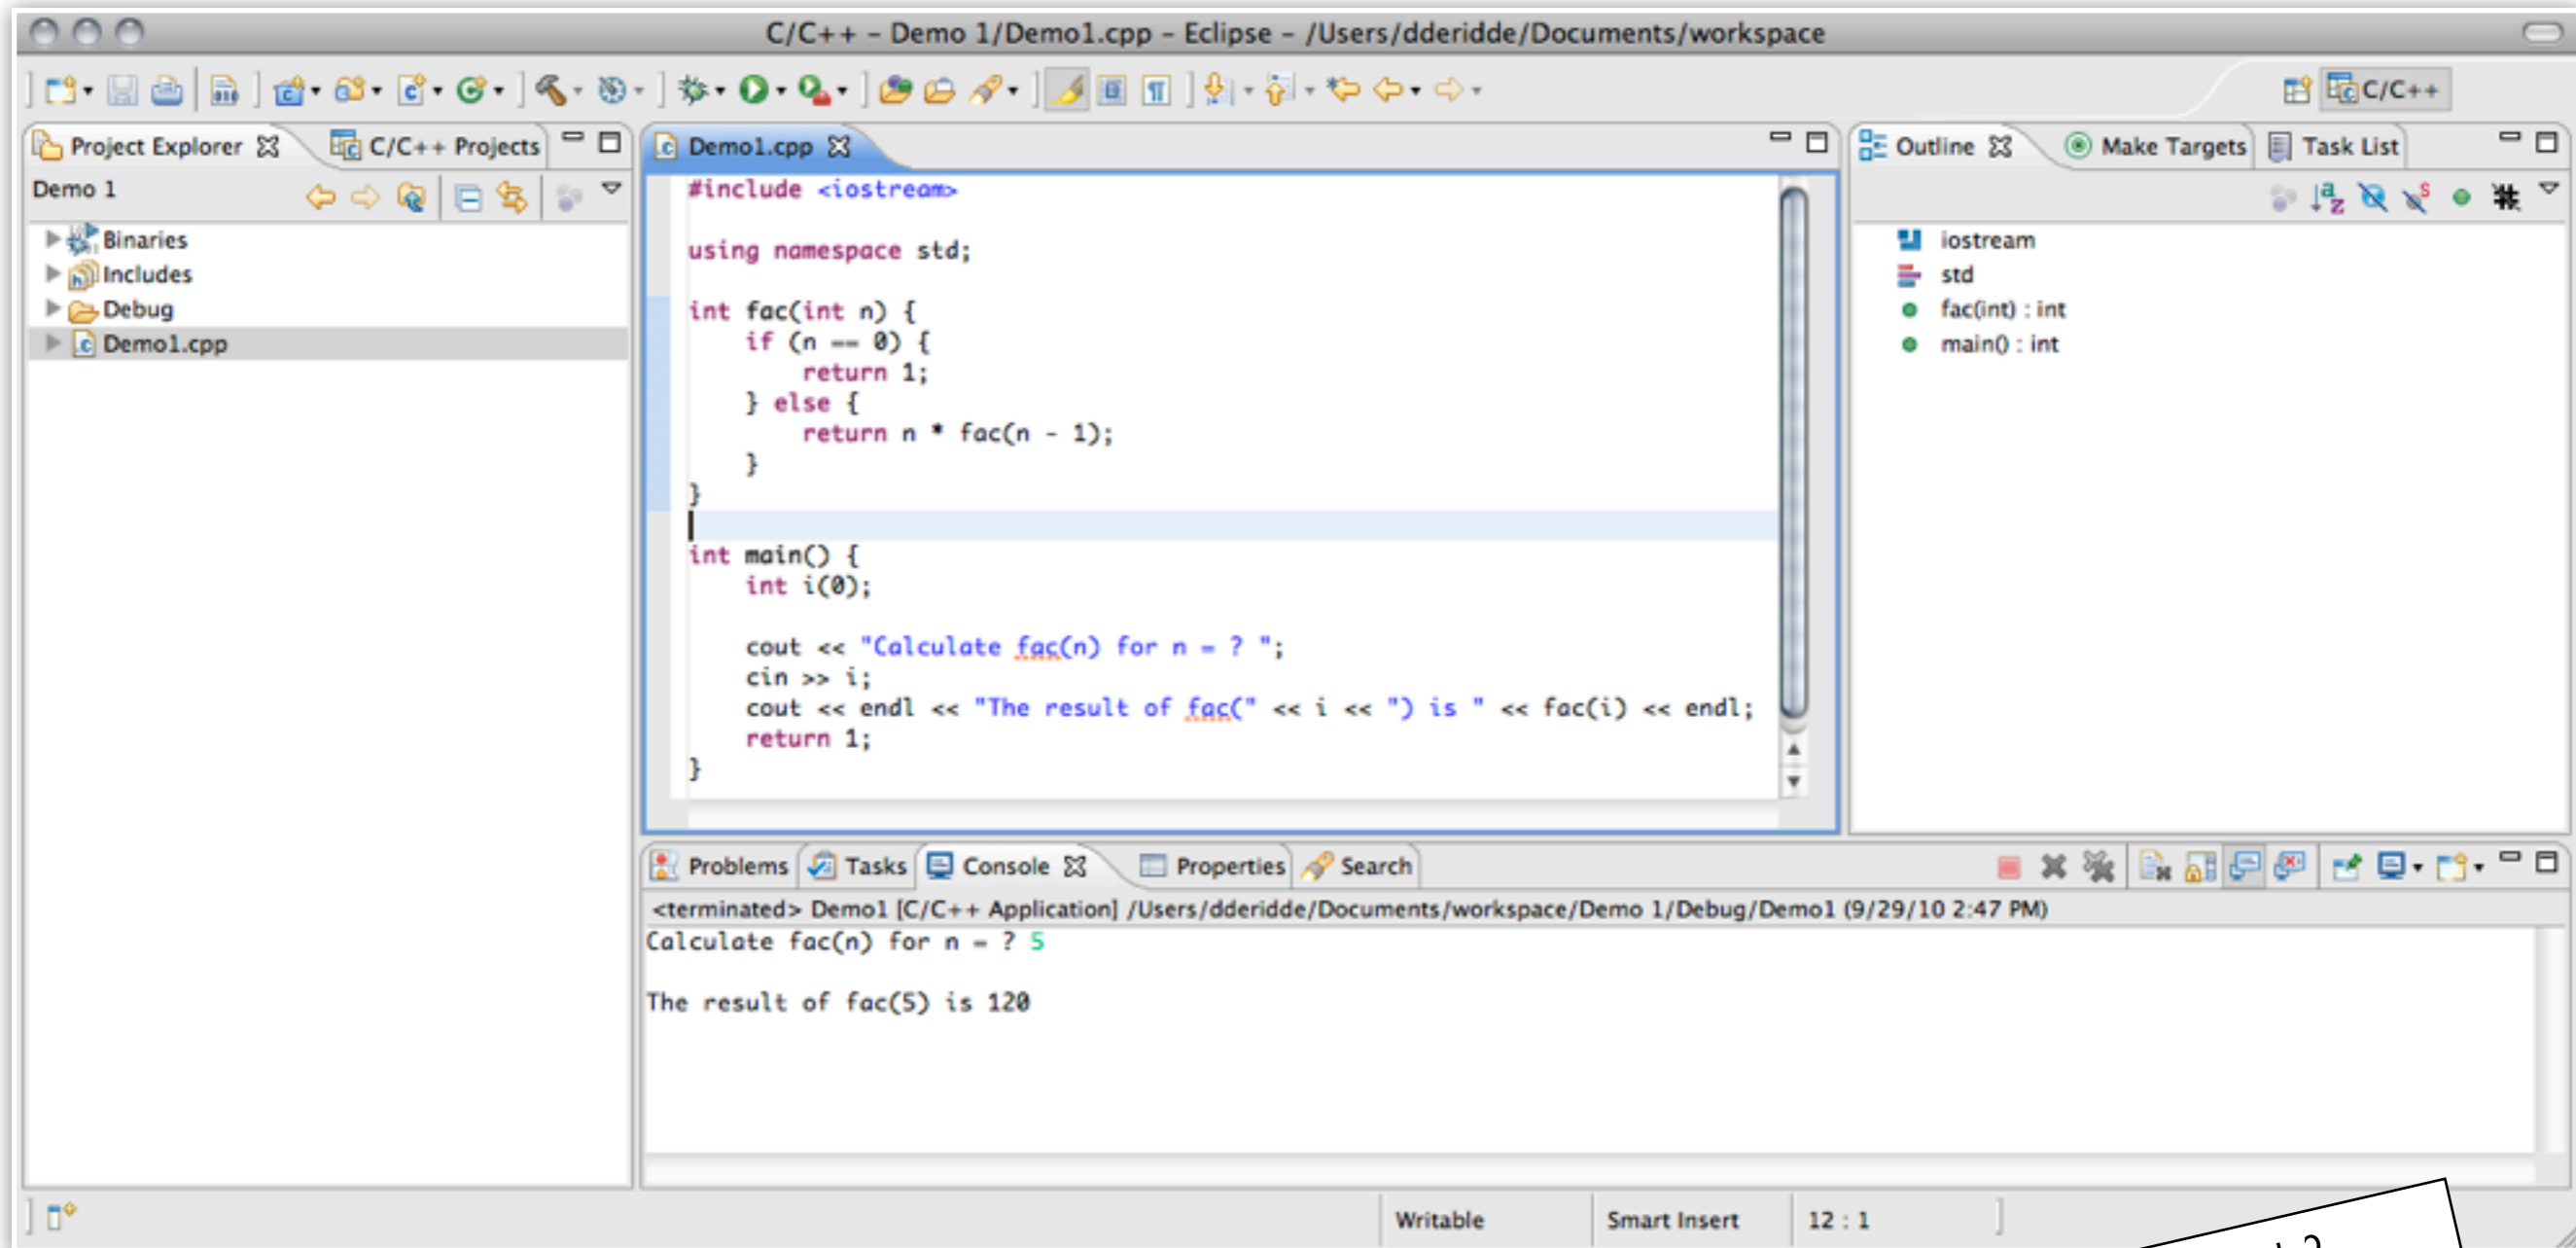 C/C++ – Demo 1/Demo1.cpp – Eclipse – /Users/dderidde/Documents/workspace
C/C++
Project Explorer
C/C++ Projects
Demo 1
Binaries
Includes
Debug
Demo1.cpp
Demo1.cpp
#include <iostream>
using namespace std;
int fac(int n) {
    if (n == 0) {
        return 1;
    } else {
        return n * fac(n - 1);
    }
}
int main() {
    int i(0);
    cout << "Calculate fac(n) for n = ? ";
    cin >> i;
    cout << endl << "The result of fac(" << i << ") is " << fac(i) << endl;
    return 1;
}
Outline
Make Targets
Task List
iostream
std
fac(int) : int
main() : int
Problems
Tasks
Console
Properties
Search
<terminated> Demo1 [C/C++ Application] /Users/dderidde/Documents/workspace/Demo 1/Debug/Demo1 (9/29/10 2:47 PM)
Calculate fac(n) for n = ? 5
The result of fac(5) is 120
Writable
Smart Insert
12 : 1